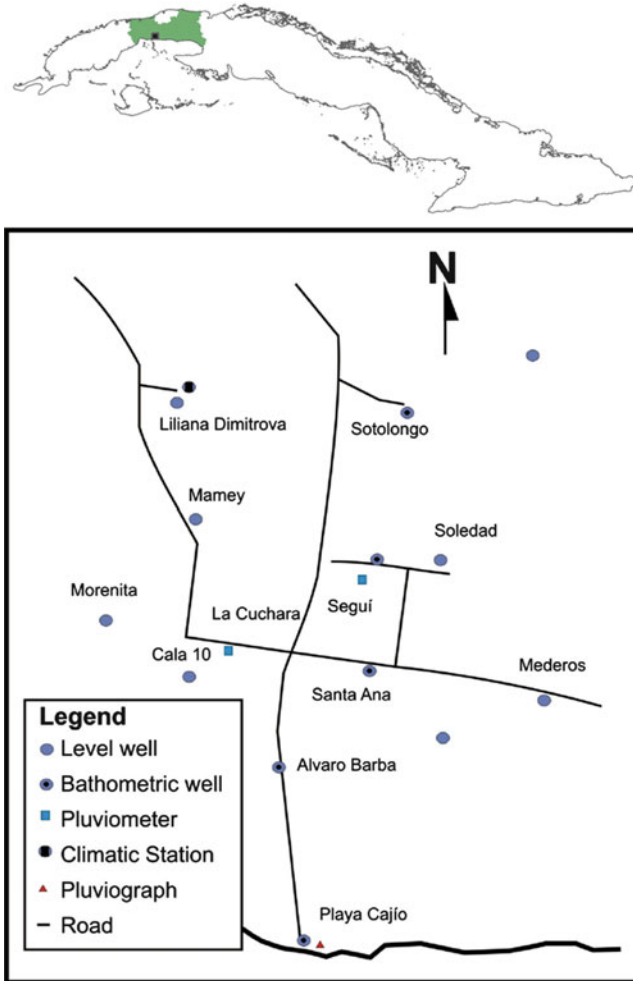 N
Liliana Dimitrova
Sotolongo
Mamey
Soledad
Morenita
La Cuchara
Seguí
Cala 10
Mederos
Santa Ana
Alvaro Barba
Playa Cajío
Legend
Level well
Bathometric well
Pluviometer
Climatic Station
Pluviograph
Road